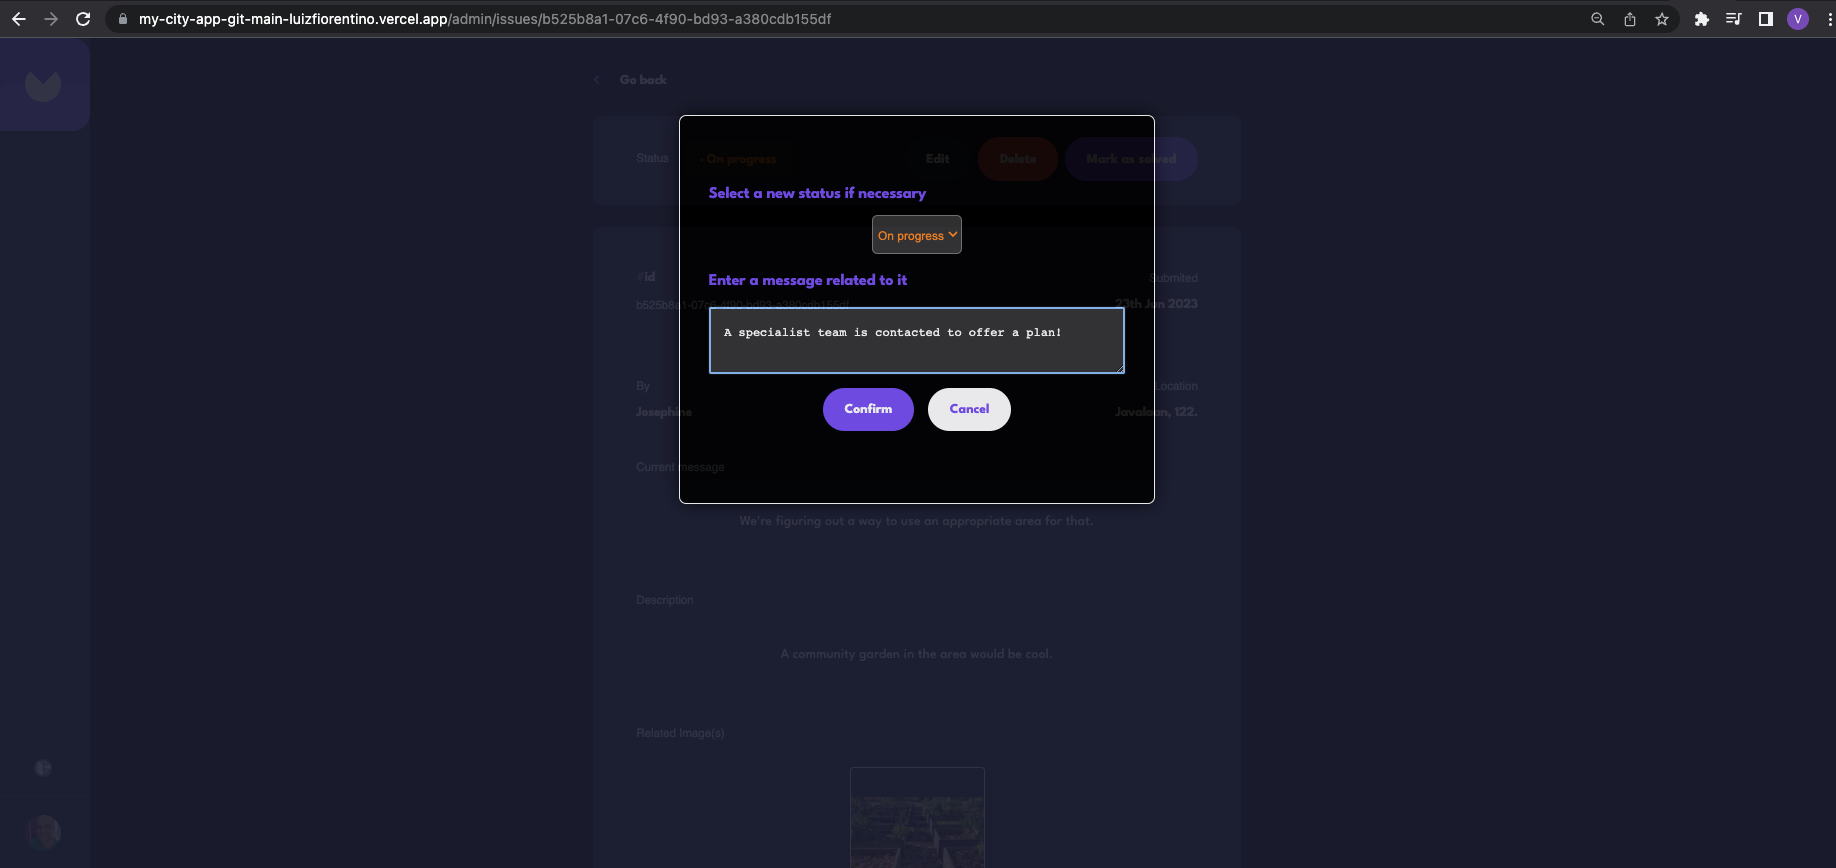 my-city-app-git-main-luizfiorentino.vercel.app/admin/issues/b525b8a1-07c6-4f90-bd93-a380cdb155df
V
Go back
Status
- On progress
Edit
Delete
Mark as solved
Select a new status if necessary
On progress
Enter a message related to it
#id
Submited
b525b8a1-07c6-4f90-bd93-a380cdb155df
23th Jun 2023
A specialist team is contacted to offer a plan!
By
Location
Confirm
Cancel
Josephine
Javalaan, 122.
Current message
We're figuring out a way to use an appropriate area for that.
Description
A community garden in the area would be cool.
Related Image(s)